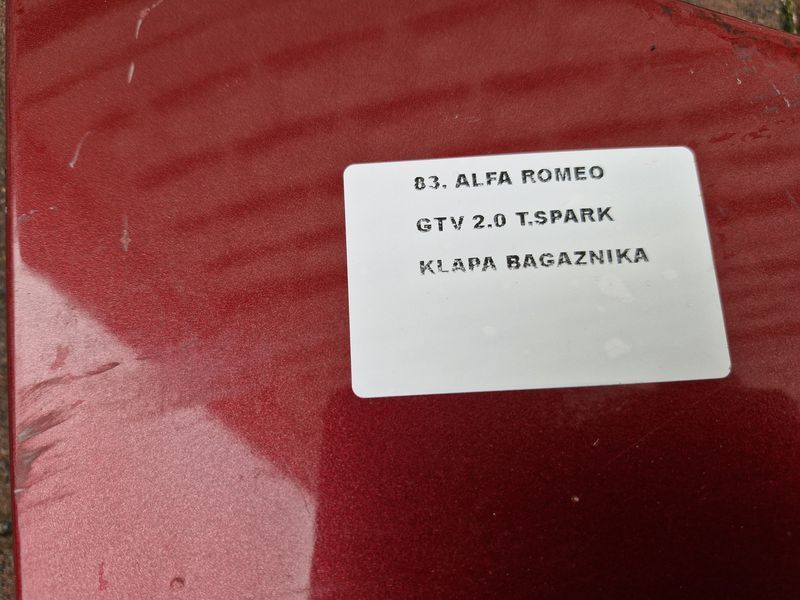 83. ALFA ROMEO
GTV 2.0 T.SPARK
KLAPA BAGAZNIKA